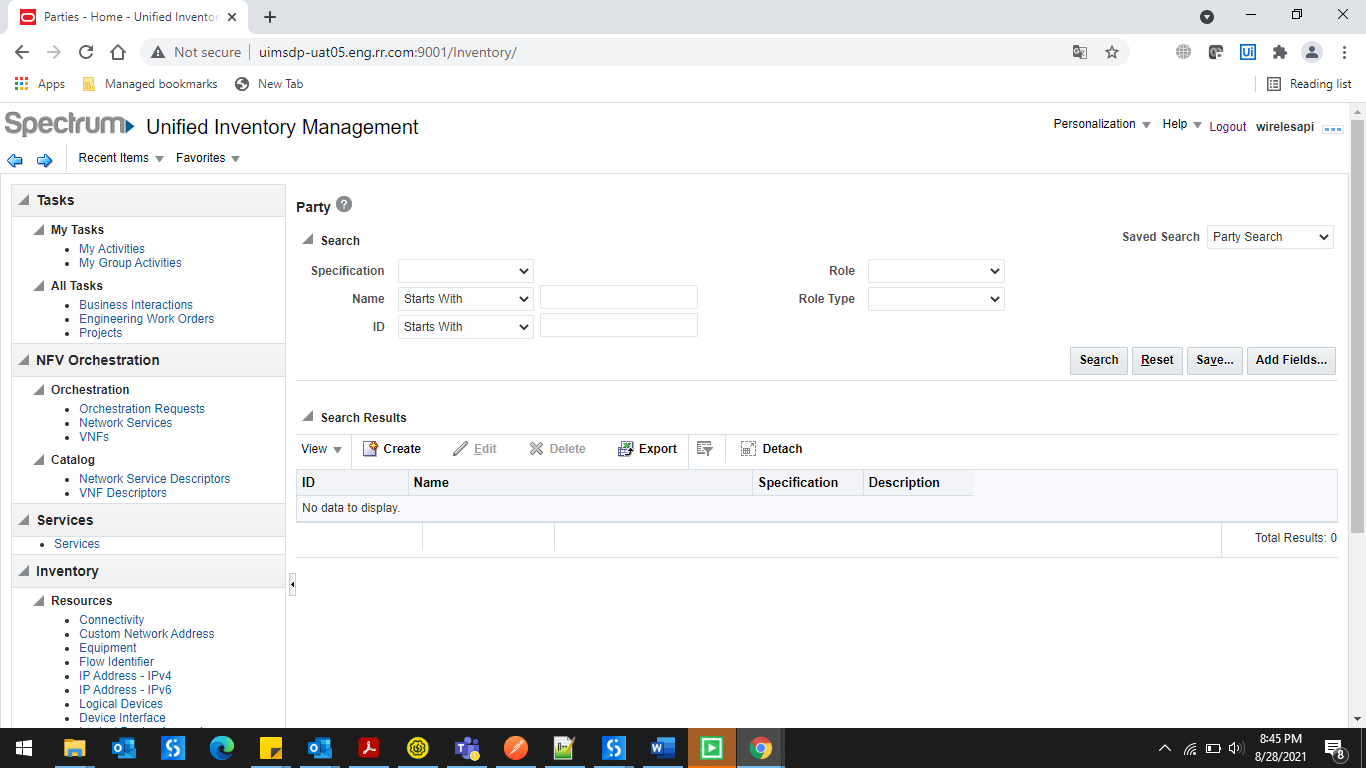 Parties - Home - Unified Inventor
Not secure | uimsdp-uat05.eng.rr.com:9001/Inventory/
Apps Managed bookmarks New Tab Reading list
Spectrum Unified Inventory Management
Personalization Help Logout wirelesapi
Recent Items Favorites
Tasks
My Tasks
My Activities
My Group Activities
All Tasks
Business Interactions
Engineering Work Orders
Projects
NFV Orchestration
Orchestration
Orchestration Requests
Network Services
VNFs
Catalog
Network Service Descriptors
VNF Descriptors
Services
Services
Inventory
Resources
Connectivity
Custom Network Address
Equipment
Flow Identifier
IP Address - IPv4
IP Address - IPv6
Logical Devices
Device Interface
Party ?
Search
Saved Search Party Search
Specification Role
Name Starts With Role Type
ID Starts With
Search Reset Save... Add Fields...
Search Results
View Create Edit Delete Export Detach
ID Name Specification Description
No data to display.
Total Results: 0
8:45 PM
8/28/2021
8